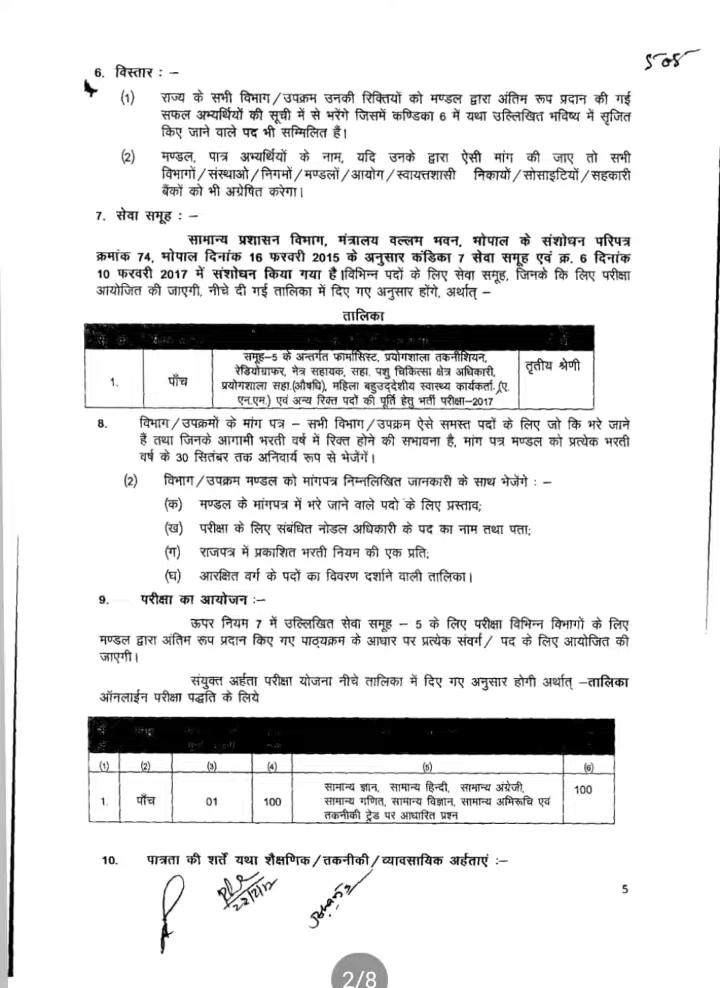 505
6. विस्तार : –
(1) राज्य के सभी विभाग/उपक्रम उनकी रिक्तियों को मण्डल द्वारा अंतिम रूप प्रदान की गई
सफल अभ्यर्थियों की सूची में से भरेंगे जिसमें कण्डिका 6 में यथा उल्लिखित भविष्य में सृजित
किए जाने वाले पद भी सम्मिलित हैं।
(2) मण्डल, पात्र अभ्यर्थियों के नाम, यदि उनके द्वारा ऐसी मांग की जाए तो सभी
विभागों/संस्थाओ/निगमों/मण्डलों/आयोग/स्वायत्तशासी निकायों/सोसाइटियों/सहकारी
बैंकों को भी अग्रेषित करेगा।
7. सेवा समूह : –
सामान्य प्रशासन विभाग, मंत्रालय वल्लम भवन, भोपाल के संशोधन परिपत्र
क्रमांक 74, भोपाल दिनांक 16 फरवरी 2015 के अनुसार कंडिका 7 सेवा समूह एवं क्र. 6 दिनांक
10 फरवरी 2017 में संशोधन किया गया है।विभिन्न पदों के लिए सेवा समूह, जिनके कि लिए परीक्षा
आयोजित की जाएगी, नीचे दी गई तालिका में दिए गए अनुसार होंगे, अर्थात् –
तालिका
1. पाँच समूह–5 के अन्तर्गत फार्मासिस्ट, प्रयोगशाला तकनीशियन, तृतीय श्रेणी
रेडियोग्राफर, नेत्र सहायक, सहा. पशु चिकित्सा क्षेत्र अधिकारी,
प्रयोगशाला सहा.(औषधि), महिला बहुउद्देशीय स्वास्थ्य कार्यकर्ता.(ए.
एन.एम.) एवं अन्य रिक्त पदों की पूर्ति हेतु भर्ती परीक्षा–2017
8. विभाग/उपक्रमों के मांग पत्र – सभी विभाग/उपक्रम ऐसे समस्त पदों के लिए जो कि भरे जाने
हैं तथा जिनके आगामी भरती वर्ष में रिक्त होने की सभावना है, मांग पत्र मण्डल को प्रत्येक भरती
वर्ष के 30 सितंबर तक अनिवार्य रूप से भेजेंगें।
(2) विभाग/उपक्रम मण्डल को मांगपत्र निम्नलिखित जानकारी के साथ भेजेंगे : –
(क) मण्डल के मांगपत्र में भरे जाने वाले पदो के लिए प्रस्ताव;
(ख) परीक्षा के लिए संबंधित नोडल अधिकारी के पद का नाम तथा पता;
(ग) राजपत्र में प्रकाशित भरती नियम की एक प्रति;
(घ) आरक्षित वर्ग के पदों का विवरण दर्शाने वाली तालिका।
9. परीक्षा का आयोजन :–
ऊपर नियम 7 में उल्लिखित सेवा समूह – 5 के लिए परीक्षा विभिन्न विभागों के लिए
मण्डल द्वारा अंतिम रूप प्रदान किए गए पाठ्यक्रम के आधार पर प्रत्येक संवर्ग/ पद के लिए आयोजित की
जाएगी।
संयुक्त अर्हता परीक्षा योजना नीचे तालिका में दिए गए अनुसार होगी अर्थात् –तालिका
ऑनलाईन परीक्षा पद्धति के लिये
(1) (2) (3) (4) (5) (6)
1. पाँच 01 100 सामान्य ज्ञान, सामान्य हिन्दी, सामान्य अंग्रेजी, 100
सामान्य गणित, सामान्य विज्ञान, सामान्य अभिरूचि एवं
तकनीकी ट्रेड पर आधारित प्रश्न
10. पात्रता की शर्तें यथा शैक्षणिक/तकनीकी/व्यावसायिक अर्हताएं :–
5
2/8